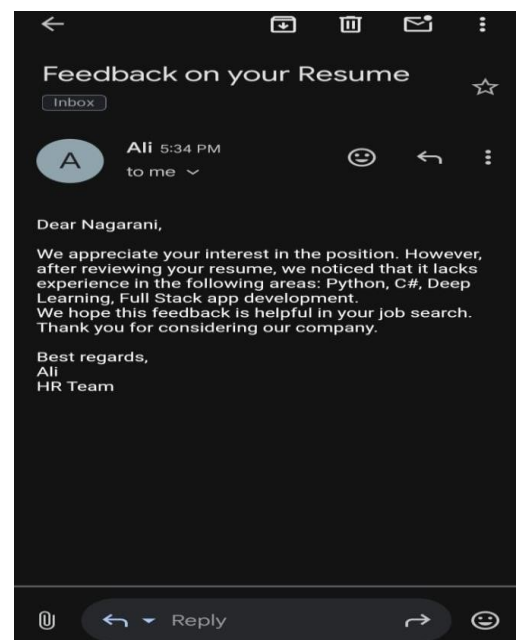 Feedback on your Resume
Inbox
A
Ali 5:34 PM
to me
Dear Nagarani,
We appreciate your interest in the position. However,
after reviewing your resume, we noticed that it lacks
experience in the following areas: Python, C#, Deep
Learning, Full Stack app development.
We hope this feedback is helpful in your job search.
Thank you for considering our company.
Best regards,
Ali
HR Team
Reply